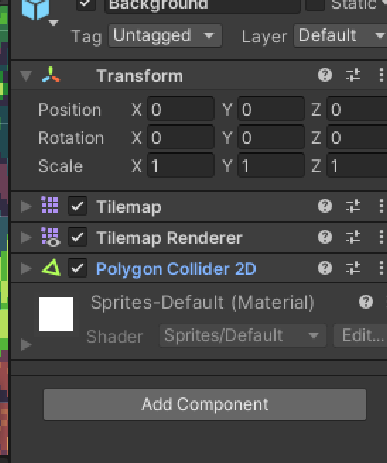 Background Static
Tag Untagged Layer Default
Transform
Position X 0 Y 0 Z 0
Rotation X 0 Y 0 Z 0
Scale X 1 Y 1 Z 1
Tilemap
Tilemap Renderer
Polygon Collider 2D
Sprites-Default (Material)
Shader Sprites/Default Edit...
Add Component